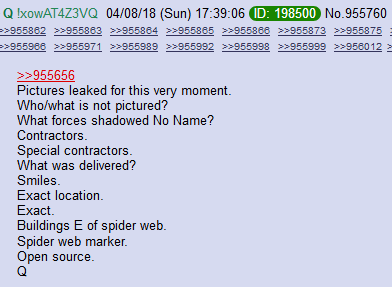 Q !xowAT4Z3VQ 04/08/18 (Sun) 17:39:06 ID: 198500 No.955760
>>955862 >>955863 >>955864 >>955865 >>955866 >>955873 >>955875
>>955966 >>955971 >>955989 >>955992 >>955998 >>955999 >>956012
>>955656
Pictures leaked for this very moment.
Who/what is not pictured?
What forces shadowed No Name?
Contractors.
Special contractors.
What was delivered?
Smiles.
Exact location.
Exact.
Buildings E of spider web.
Spider web marker.
Open source.
Q